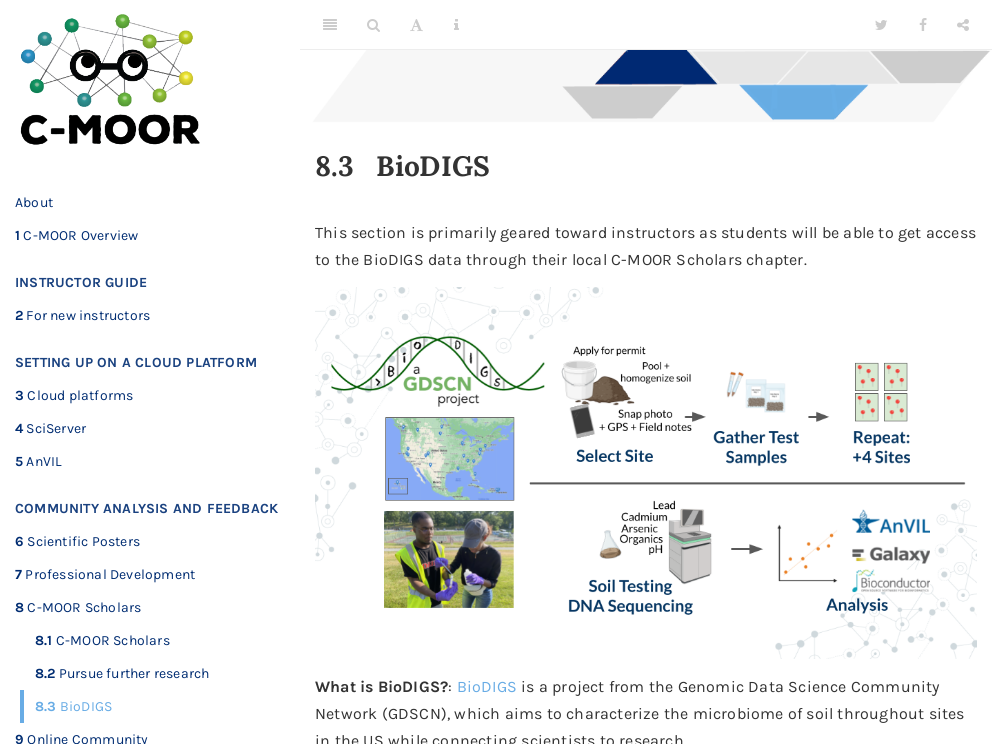 C-MOOR
About
1 C-MOOR Overview
INSTRUCTOR GUIDE
2 For new instructors
SETTING UP ON A CLOUD PLATFORM
3 Cloud platforms
4 SciServer
5 AnVIL
COMMUNITY ANALYSIS AND FEEDBACK
6 Scientific Posters
7 Professional Development
8 C-MOOR Scholars
8.1 C-MOOR Scholars
8.2 Pursue further research
8.3 BioDIGS
9 Online Community
8.3 BioDIGS
This section is primarily geared toward instructors as students will be able to get access
to the BioDIGS data through their local C-MOOR Scholars chapter.
BioDIGS
a
GDSCN
project
Apply for permit
Pool +
homogenize soil
Snap photo
+ GPS + Field notes
Select Site
Gather Test
Samples
Repeat:
+4 Sites
Lead
Cadmium
Arsenic
Organics
pH
Soil Testing
DNA Sequencing
AnVIL
Galaxy
Bioconductor
Analysis
What is BioDIGS?: BioDIGS is a project from the Genomic Data Science Community
Network (GDSCN), which aims to characterize the microbiome of soil throughout sites
in the US while connecting scientists to research